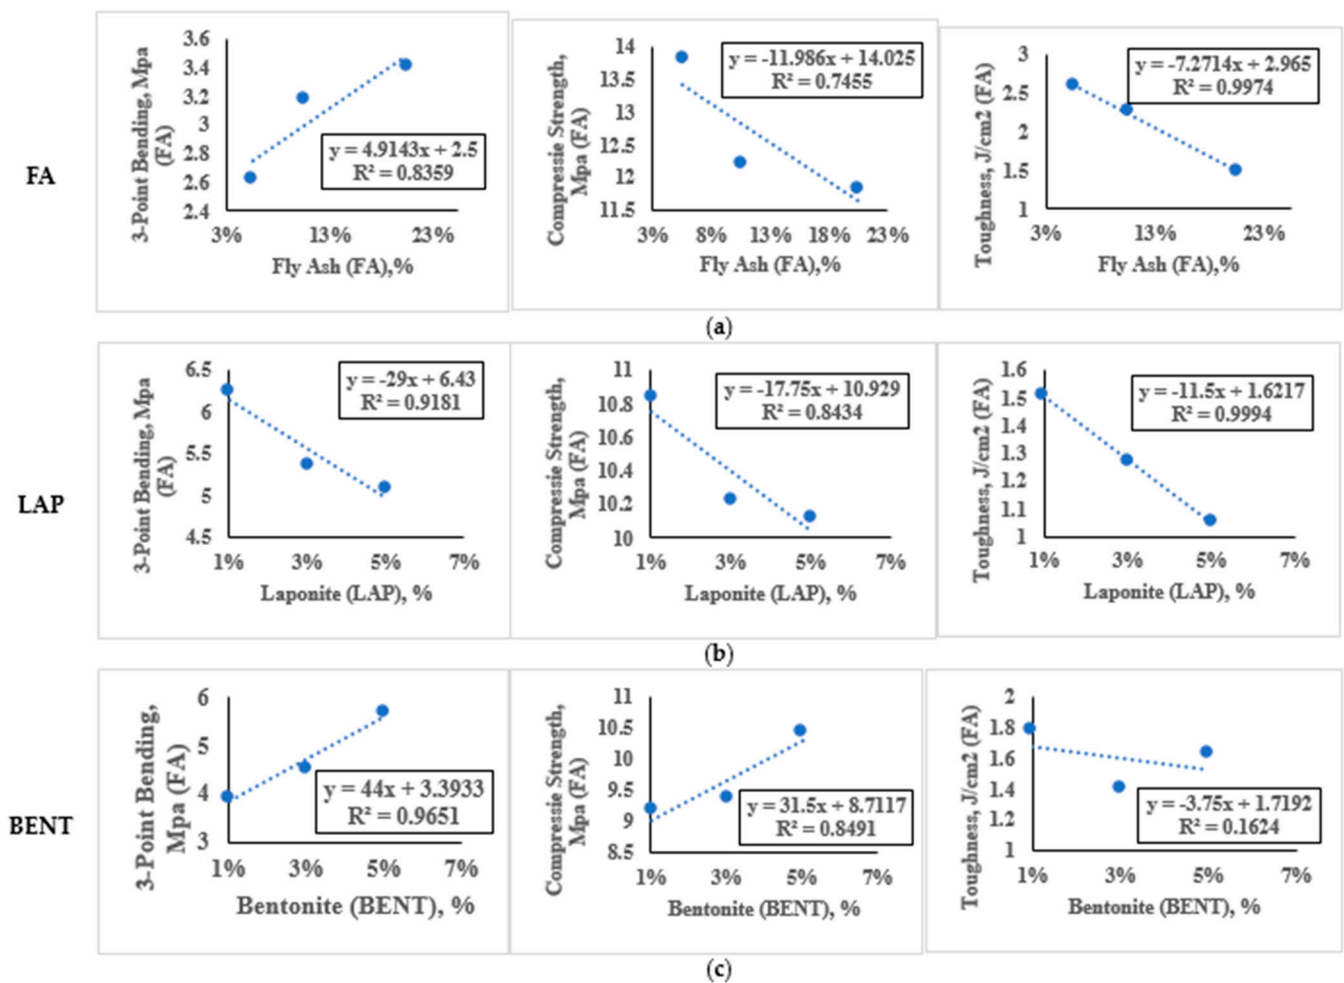 FA
3-Point Bending, Mpa
(FA)
3.6
3.4
3.2
3
2.8
2.6
2.4
y = 4.9143x + 2.5
R² = 0.8359
3%
13%
23%
Fly Ash (FA),%
Compressie Strength,
Mpa (FA)
14
13.5
13
12.5
12
11.5
y = -11.986x + 14.025
R² = 0.7455
3%
8%
13%
18%
23%
Fly Ash (FA),%
Toughness, J/cm2 (FA)
3
2.5
2
1.5
1
y = -7.2714x + 2.965
R² = 0.9974
3%
13%
23%
Fly Ash (FA),%
(a)
LAP
3-Point Bending, Mpa
(FA)
6.5
6
5.5
5
4.5
y = -29x + 6.43
R² = 0.9181
1%
3%
5%
7%
Laponite (LAP), %
Compressie Strength,
Mpa (FA)
11
10.8
10.6
10.4
10.2
10
y = -17.75x + 10.929
R² = 0.8434
1%
3%
5%
7%
Laponite (LAP), %
Toughness, J/cm2 (FA)
1.6
1.5
1.4
1.3
1.2
1.1
1
y = -11.5x + 1.6217
R² = 0.9994
1%
3%
5%
7%
Laponite (LAP), %
(b)
BENT
3-Point Bending,
Mpa (FA)
6
5
4
3
y = 44x + 3.3933
R² = 0.9651
1%
3%
5%
7%
Bentonite (BENT), %
Compressie Strength,
Mpa (FA)
11
10.5
10
9.5
9
8.5
y = 31.5x + 8.7117
R² = 0.8491
1%
3%
5%
7%
Bentonite (BENT), %
Toughness, J/cm2 (FA)
2
1.8
1.6
1.4
1.2
1
y = -3.75x + 1.7192
R² = 0.1624
1%
3%
5%
7%
Bentonite (BENT), %
(c)